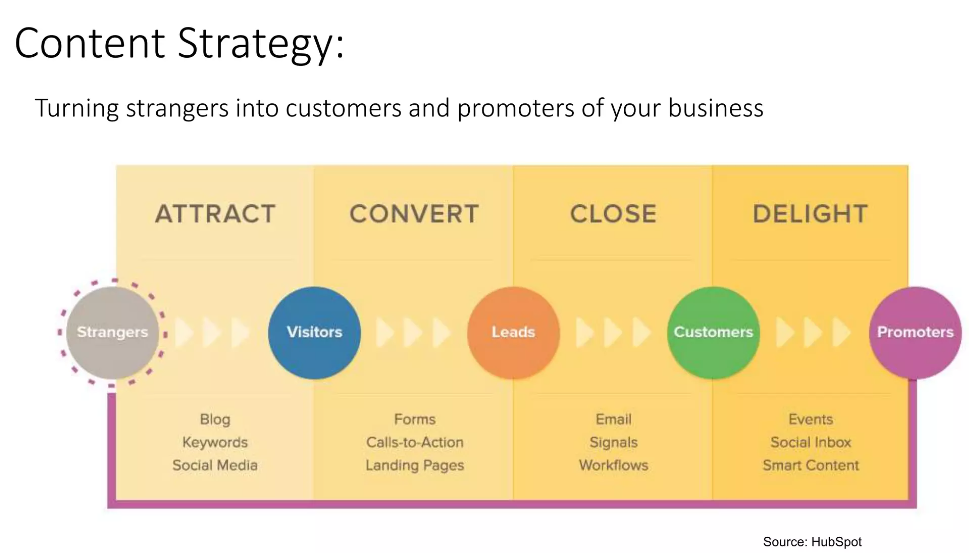 Content Strategy:
Turning strangers into customers and promoters of your business
ATTRACT
CONVERT
CLOSE
DELIGHT
Strangers
Visitors
Leads
Customers
Promoters
Blog
Keywords
Social Media
Forms
Calls-to-Action
Landing Pages
Email
Signals
Workflows
Events
Social Inbox
Smart Content
Source: HubSpot